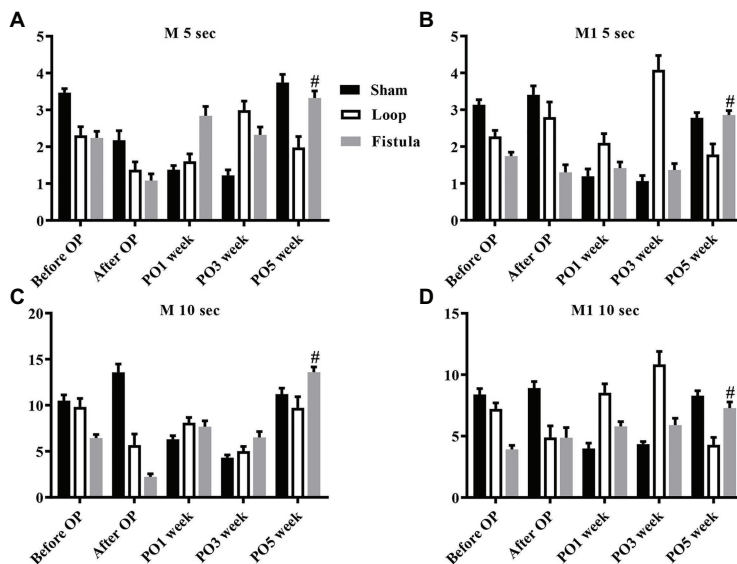 A
M 5 sec
5
4
3
2
1
0
Before OP
After OP
PO1 week
PO3 week
PO5 week
#
Sham
Loop
Fistula
B
M1 5 sec
5
4
3
2
1
0
Before OP
After OP
PO1 week
PO3 week
PO5 week
#
C
M 10 sec
20
15
10
5
0
Before OP
After OP
PO1 week
PO3 week
PO5 week
#
D
M1 10 sec
15
10
5
0
Before OP
After OP
PO1 week
PO3 week
PO5 week
#